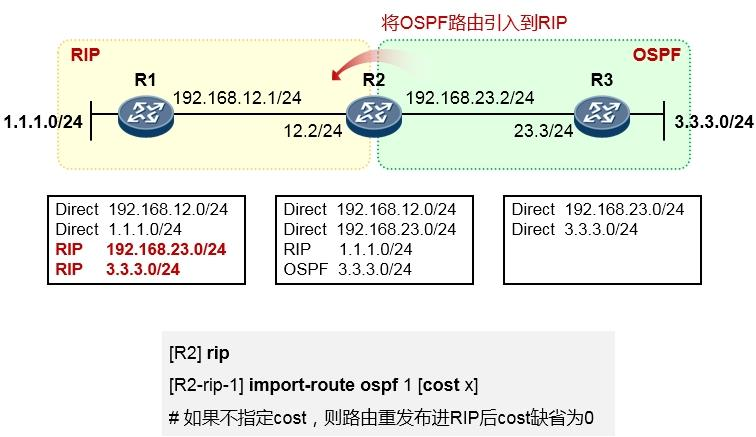 将OSPF路由引入到RIP
RIP
OSPF
R1
R2
R3
192.168.12.1/24
192.168.23.2/24
1.1.1.0/24
12.2/24
23.3/24
3.3.3.0/24
Direct 192.168.12.0/24
Direct 1.1.1.0/24
RIP 192.168.23.0/24
RIP 3.3.3.0/24
Direct 192.168.12.0/24
Direct 192.168.23.0/24
RIP 1.1.1.0/24
OSPF 3.3.3.0/24
Direct 192.168.23.0/24
Direct 3.3.3.0/24
[R2] rip
[R2-rip-1] import-route ospf 1 [cost x]
# 如果不指定cost，则路由重发布进RIP后cost缺省为0